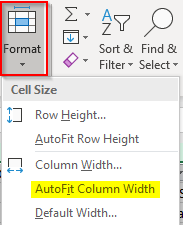 Format
Sort &
Filter
Find &
Select
Cell Size
Row Height...
AutoFit Row Height
Column Width...
AutoFit Column Width
Default Width...